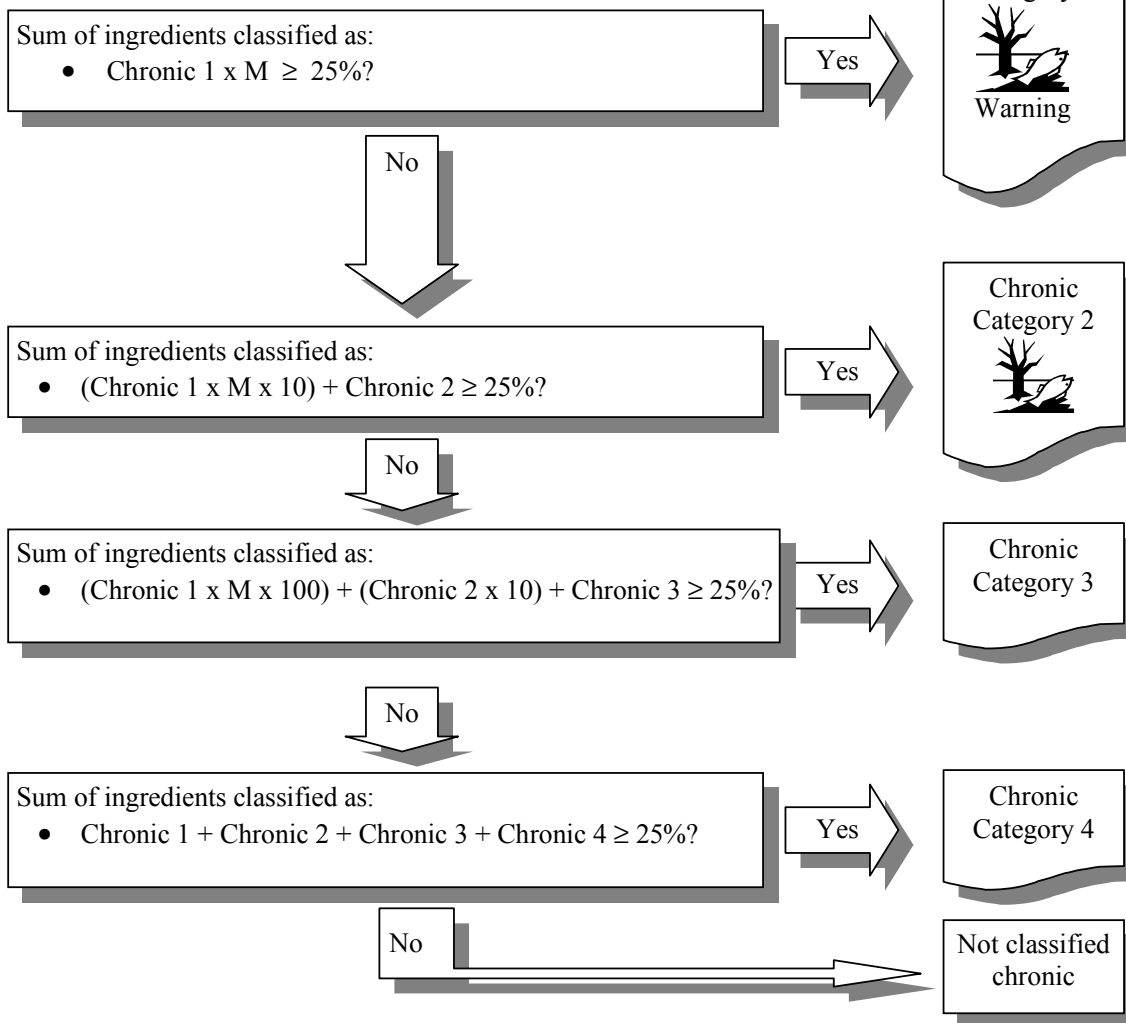 Sum of ingredients classified as:
• Chronic 1 x M ≥ 25%?
Yes
Warning
No
Sum of ingredients classified as:
• (Chronic 1 x M x 10) + Chronic 2 ≥ 25%?
Yes
Chronic
Category 2
No
Sum of ingredients classified as:
• (Chronic 1 x M x 100) + (Chronic 2 x 10) + Chronic 3 ≥ 25%?
Yes
Chronic
Category 3
No
Sum of ingredients classified as:
• Chronic 1 + Chronic 2 + Chronic 3 + Chronic 4 ≥ 25%?
Yes
Chronic
Category 4
No
Not classified
chronic